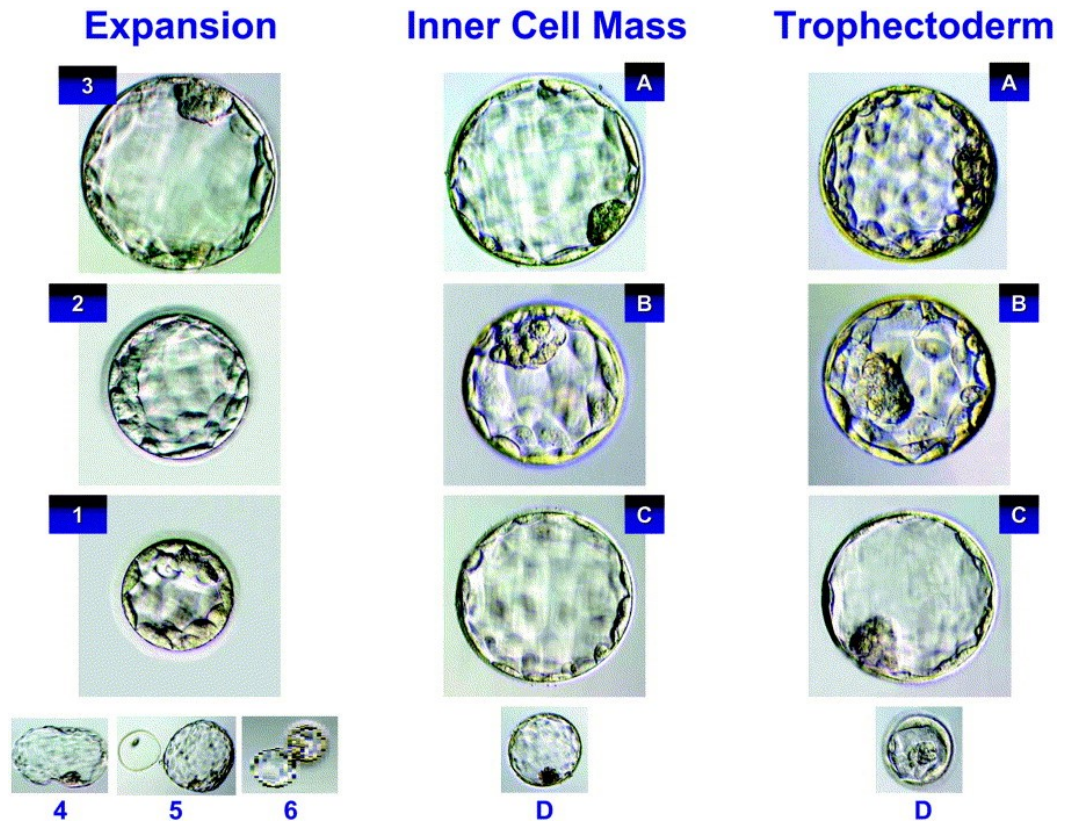 Expansion
Inner Cell Mass
Trophectoderm
3
A
A
2
B
B
1
C
C
4
5
6
D
D